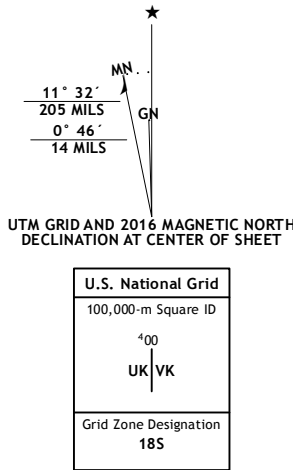 ★
MN
11° 32´
205 MILS
GN
0° 46´
14 MILS
UTM GRID AND 2016 MAGNETIC NORTH
DECLINATION AT CENTER OF SHEET
U.S. National Grid
100,000-m Square ID
⁴00
UK VK
Grid Zone Designation
18S